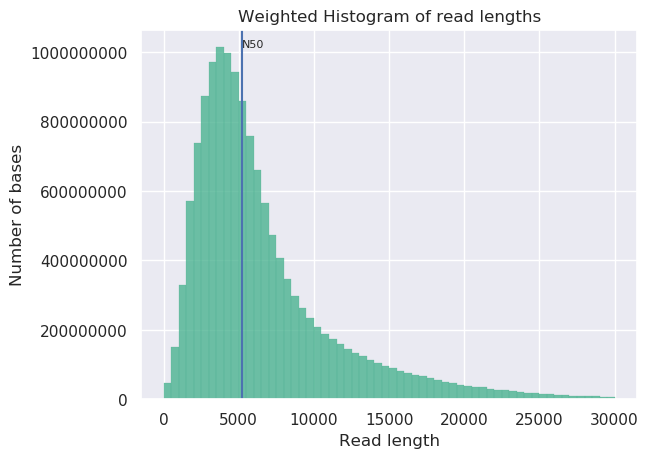 Weighted Histogram of read lengths
N50
1000000000
800000000
600000000
400000000
200000000
0
Number of bases
0 5000 10000 15000 20000 25000 30000
Read length